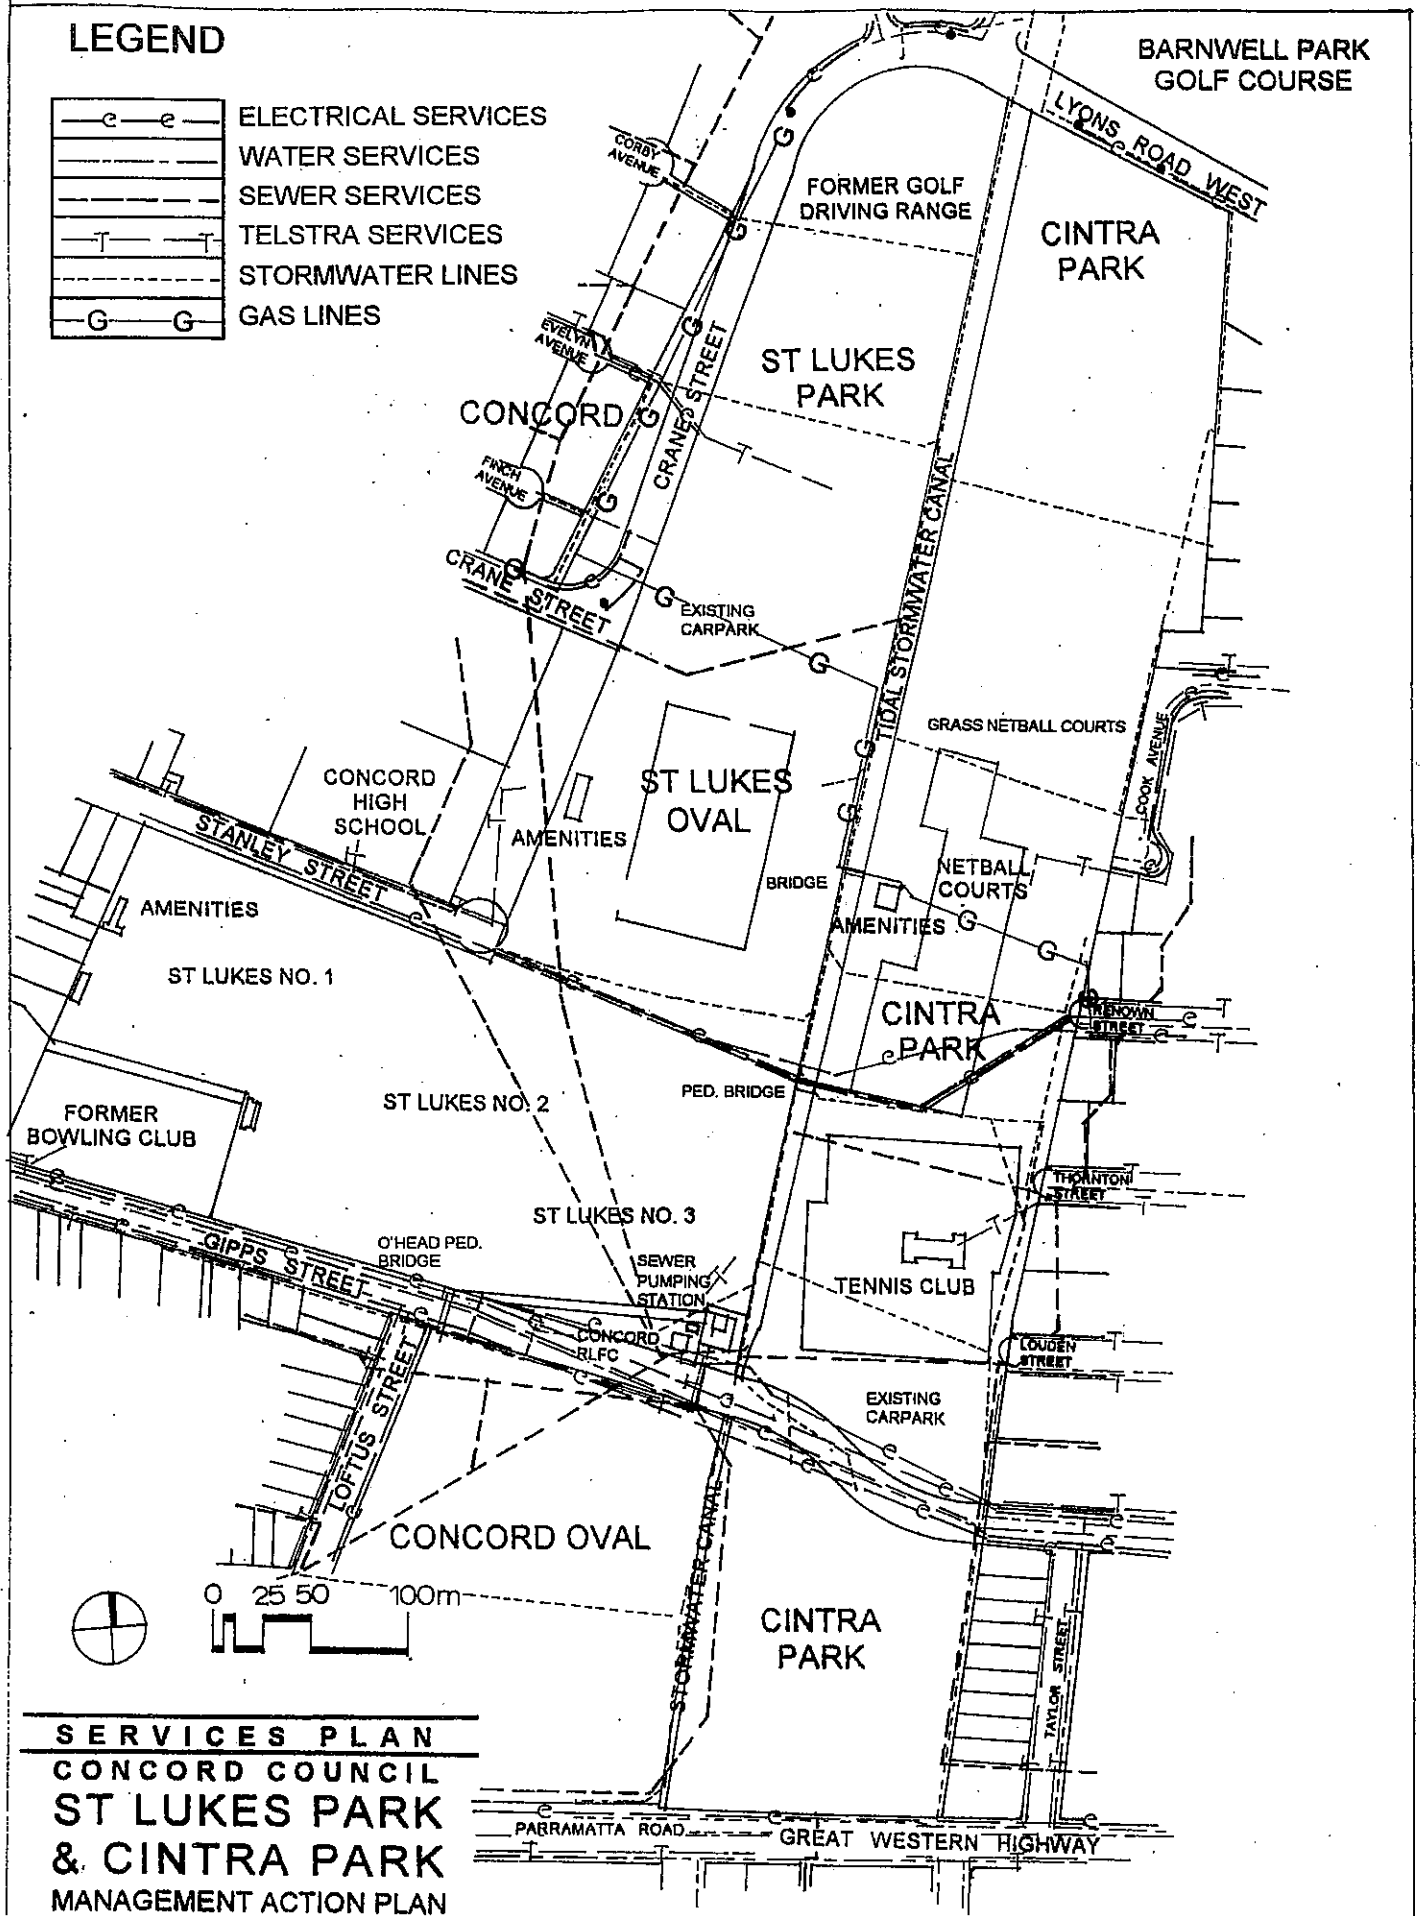 LEGEND
ELECTRICAL SERVICES
WATER SERVICES
SEWER SERVICES
TELSTRA SERVICES
STORMWATER LINES
GAS LINES
BARNWELL PARK
GOLF COURSE
LYONS ROAD WEST
CORBY
AVENUE
FORMER GOLF
DRIVING RANGE
CINTRA
PARK
EVELYN
AVENUE
ST LUKES
PARK
CRANE STREET
CONCORD
FINCH
AVENUE
TIDAL STORMWATER CANAL
CRANE STREET
EXISTING
CARPARK
GRASS NETBALL COURTS
COOK AVENUE
CONCORD
HIGH
SCHOOL
ST LUKES
OVAL
STANLEY STREET
AMENITIES
BRIDGE
NETBALL
COURTS
AMENITIES
AMENITIES
ST LUKES NO. 1
CINTRA
PARK
RENOWN
STREET
PED. BRIDGE
ST LUKES NO. 2
FORMER
BOWLING CLUB
THORNTON
STREET
ST LUKES NO. 3
GIPPS STREET
O'HEAD PED.
BRIDGE
SEWER
PUMPING
STATION
TENNIS CLUB
CONCORD
RLFC
LOUDEN
STREET
LOFTUS STREET
EXISTING
CARPARK
CONCORD OVAL
STORMWATER CANAL
0 25 50 100m
CINTRA
PARK
TAYLOR STREET
PARRAMATTA ROAD
GREAT WESTERN HIGHWAY
SERVICES PLAN
CONCORD COUNCIL
ST LUKES PARK
& CINTRA PARK
MANAGEMENT ACTION PLAN